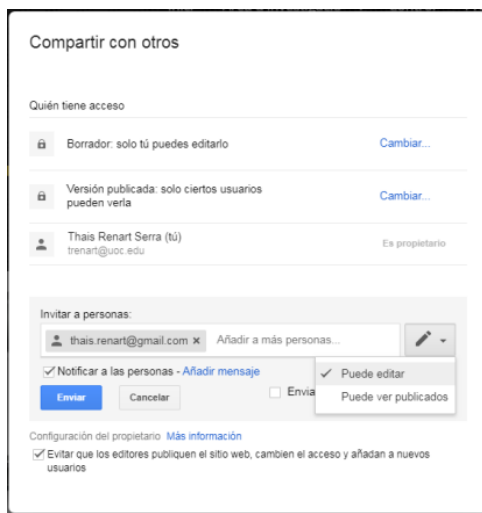 Compartir con otros
Quién tiene acceso
Borrador: solo tú puedes editarlo
Cambiar...
Versión publicada: solo ciertos usuarios
pueden verla
Cambiar...
Thais Renart Serra (tú)
trenart@uoc.edu
Es propietario
Invitar a personas:
thais.renart@gmail.com x Añadir a más personas...
Notificar a las personas - Añadir mensaje
Puede editar
Enviar Cancelar Envia
Puede ver publicados
Configuración del propietario Más información
Evitar que los editores publiquen el sitio web, cambien el acceso y añadan a nuevos
usuarios